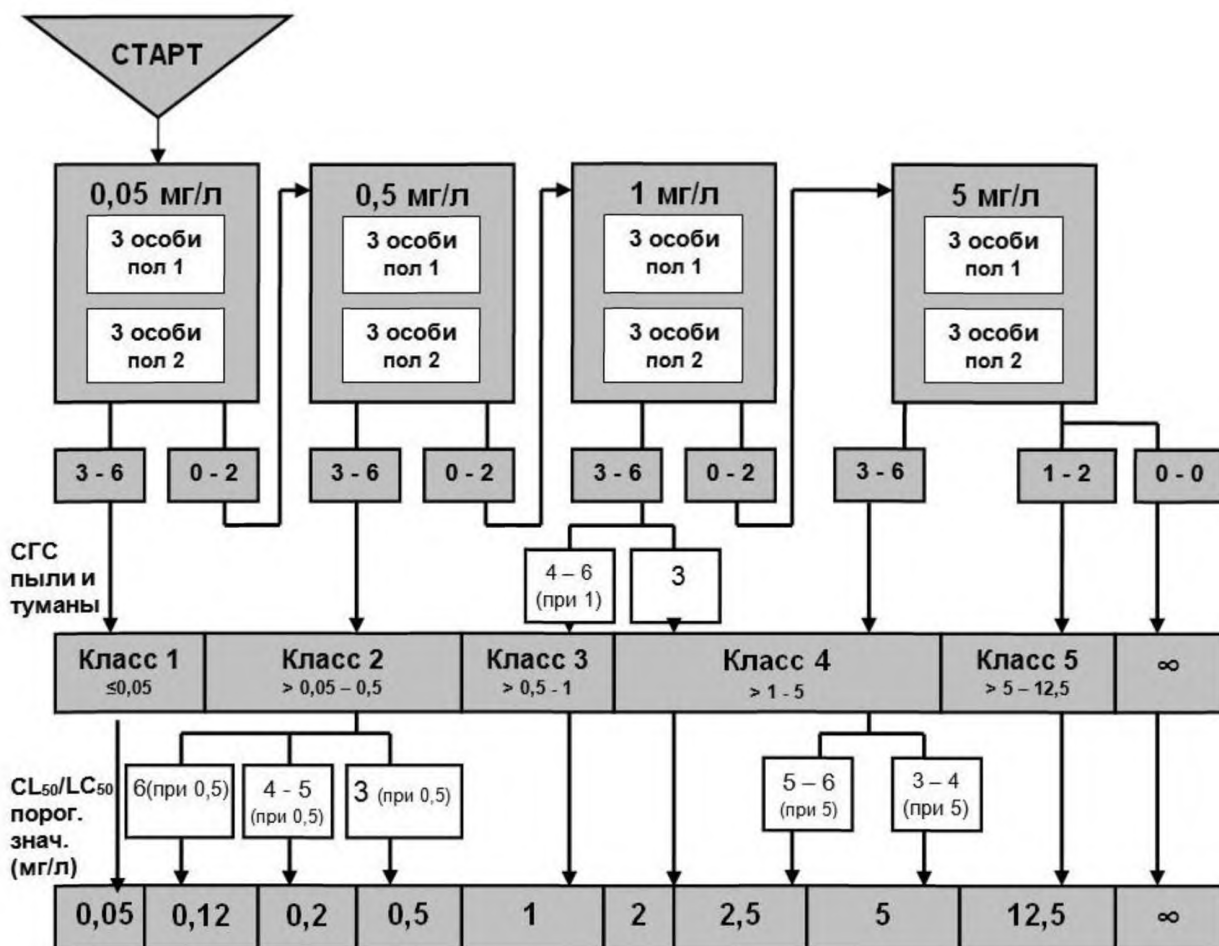 СТАРТ
0,05 мг/л
3 особи
пол 1
3 особи
пол 2
0,5 мг/л
3 особи
пол 1
3 особи
пол 2
1 мг/л
3 особи
пол 1
3 особи
пол 2
5 мг/л
3 особи
пол 1
3 особи
пол 2
3 - 6
0 - 2
3 - 6
0 - 2
3 - 6
0 - 2
3 - 6
1 - 2
0 - 0
СГС
пыли и
туманы
4 – 6
(при 1)
3
Класс 1
≤0,05
Класс 2
> 0,05 – 0,5
Класс 3
> 0,5 - 1
Класс 4
> 1 - 5
Класс 5
> 5 – 12,5
∞
CL₅₀/LC₅₀
порог.
знач.
(мг/л)
6(при 0,5)
4 - 5
(при 0,5)
3 (при 0,5)
5 – 6
(при 5)
3 – 4
(при 5)
0,05
0,12
0,2
0,5
1
2
2,5
5
12,5
∞